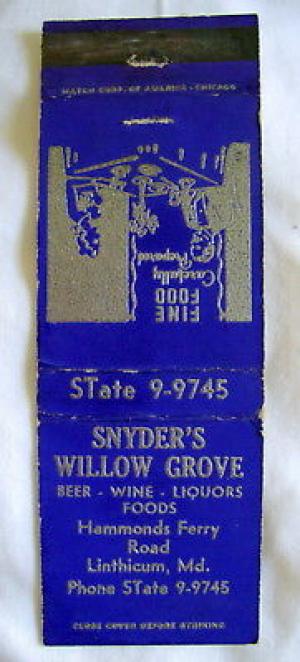 MATCH CORP. OF AMERICA - CHICAGO
FINE
FOOD
Carefully
Prepared
STate 9-9745
SNYDER'S
WILLOW GROVE
BEER - WINE - LIQUORS
FOODS
Hammonds Ferry
Road
Linthicum, Md.
Phone STate 9-9745
CLOSE COVER BEFORE STRIKING